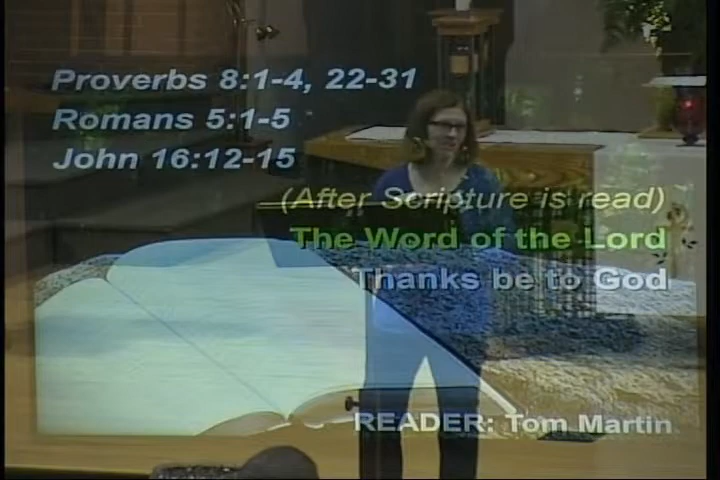 Proverbs 8:1-4, 22-31
Romans 5:1-5
John 16:12-15
(After Scripture is read)
The Word of the Lord
Thanks be to God
READER: Tom Martin